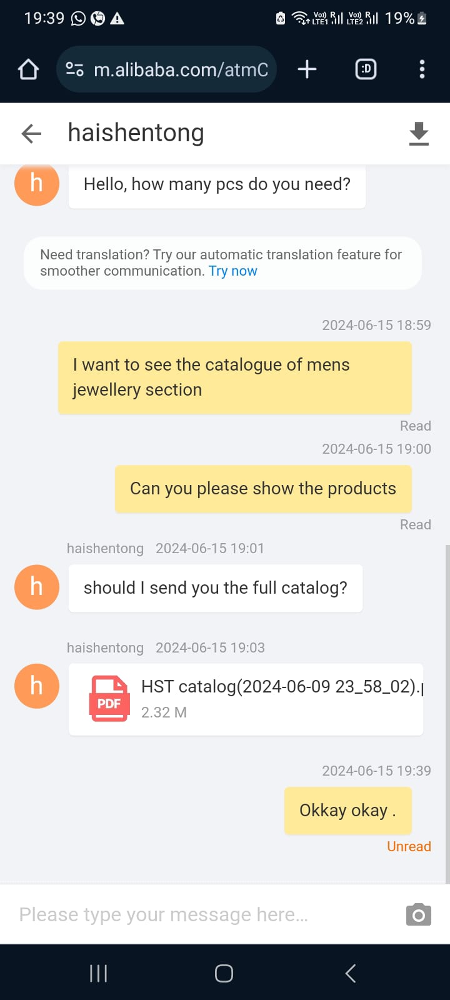 19:39
Vo)) R
LTE1
Vo)) R
LTE2
19%
m.alibaba.com/atmC
:D
haishentong
h
Hello, how many pcs do you need?
Need translation? Try our automatic translation feature for
smoother communication. Try now
2024-06-15 18:59
I want to see the catalogue of mens
jewellery section
Read
2024-06-15 19:00
Can you please show the products
Read
haishentong 2024-06-15 19:01
h
should I send you the full catalog?
haishentong 2024-06-15 19:03
h
PDF
HST catalog(2024-06-09 23_58_02).
2.32 M
2024-06-15 19:39
Okkay okay .
Unread
Please type your message here...